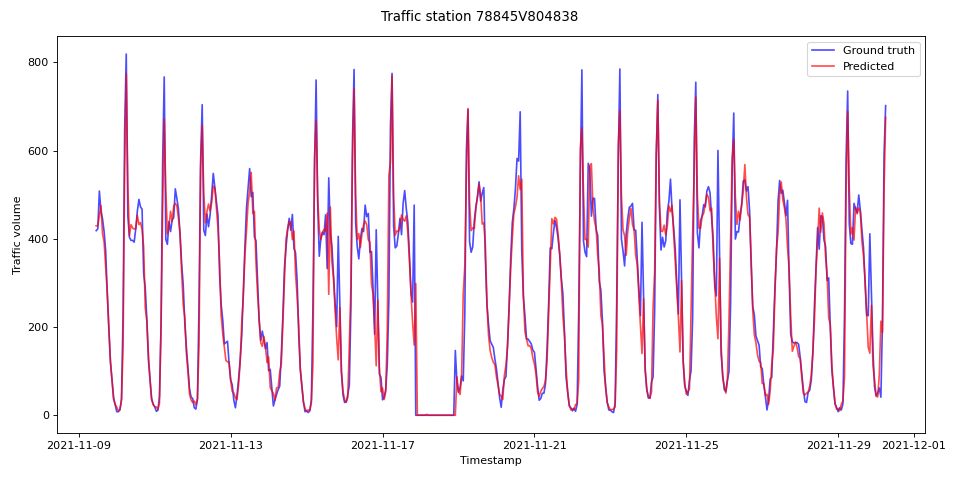 Traffic station 78845V804838
Ground truth
Predicted
Traffic volume
800
600
400
200
0
2021-11-09
2021-11-13
2021-11-17
2021-11-21
2021-11-25
2021-11-29
2021-12-01
Timestamp